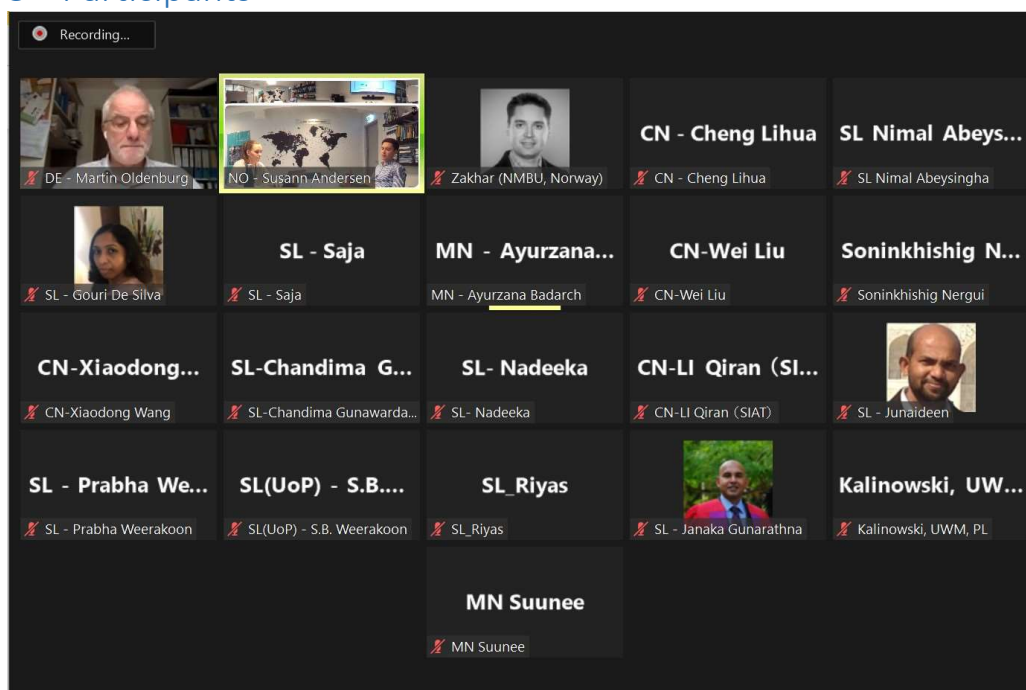 Participants
Recording...
DE - Martin Oldenburg
NO - Susann Andersen
Zakhar (NMBU, Norway)
CN - Cheng Lihua
CN - Cheng Lihua
SL Nimal Abeys...
SL Nimal Abeysingha
SL - Gouri De Silva
SL - Saja
SL - Saja
MN - Ayurzana...
MN - Ayurzana Badarch
CN-Wei Liu
CN-Wei Liu
Soninkhishig N...
Soninkhishig Nergui
CN-Xiaodong...
CN-Xiaodong Wang
SL-Chandima G...
SL-Chandima Gunawarda...
SL- Nadeeka
SL- Nadeeka
CN-LI Qiran（SI...
CN-LI Qiran（SIAT）
SL - Junaideen
SL - Prabha We...
SL - Prabha Weerakoon
SL(UoP) - S.B....
SL(UoP) - S.B. Weerakoon
SL_Riyas
SL_Riyas
SL - Janaka Gunarathna
Kalinowski, UW...
Kalinowski, UWM, PL
MN Suunee
MN Suunee